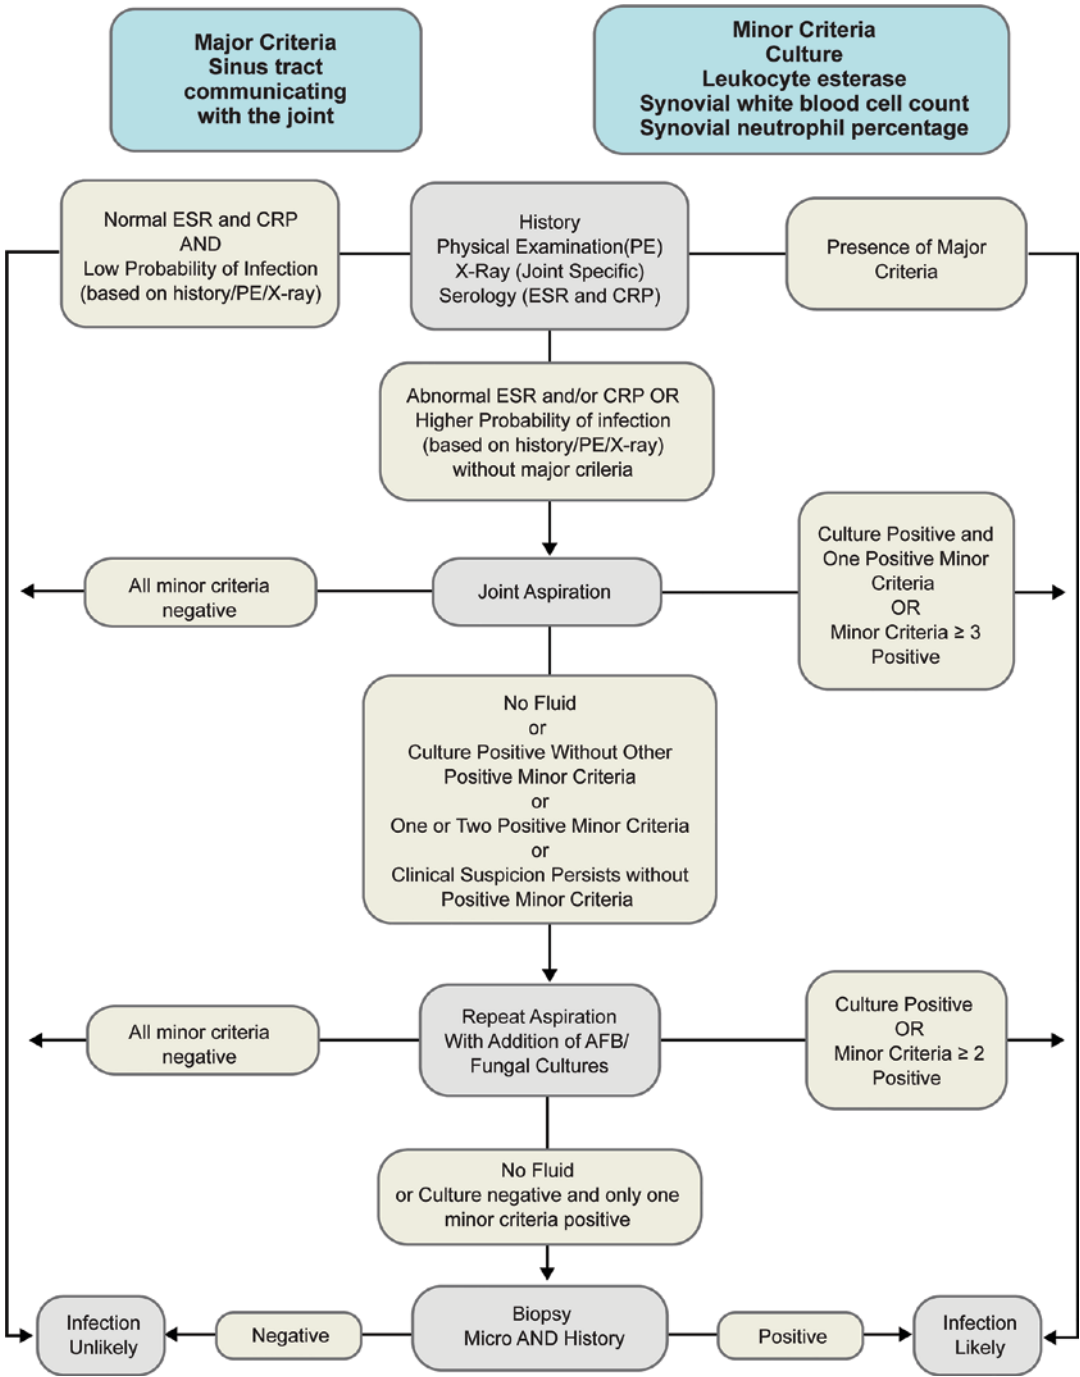 Major Criteria
Sinus tract
communicating
with the joint
Minor Criteria
Culture
Leukocyte esterase
Synovial white blood cell count
Synovial neutrophil percentage
Normal ESR and CRP
AND
Low Probability of Infection
(based on history/PE/X-ray)
History
Physical Examination(PE)
X-Ray (Joint Specific)
Serology (ESR and CRP)
Presence of Major
Criteria
Abnormal ESR and/or CRP OR
Higher Probability of infection
(based on history/PE/X-ray)
without major crileria
All minor criteria
negative
Joint Aspiration
Culture Positive and
One Positive Minor
Criteria
OR
Minor Criteria ≥ 3
Positive
No Fluid
or
Culture Positive Without Other
Positive Minor Criteria
or
One or Two Positive Minor Criteria
or
Clinical Suspicion Persists without
Positive Minor Criteria
All minor criteria
negative
Repeat Aspiration
With Addition of AFB/
Fungal Cultures
Culture Positive
OR
Minor Criteria ≥ 2
Positive
No Fluid
or Culture negative and only one
minor criteria positive
Infection
Unlikely
Negative
Biopsy
Micro AND History
Positive
Infection
Likely